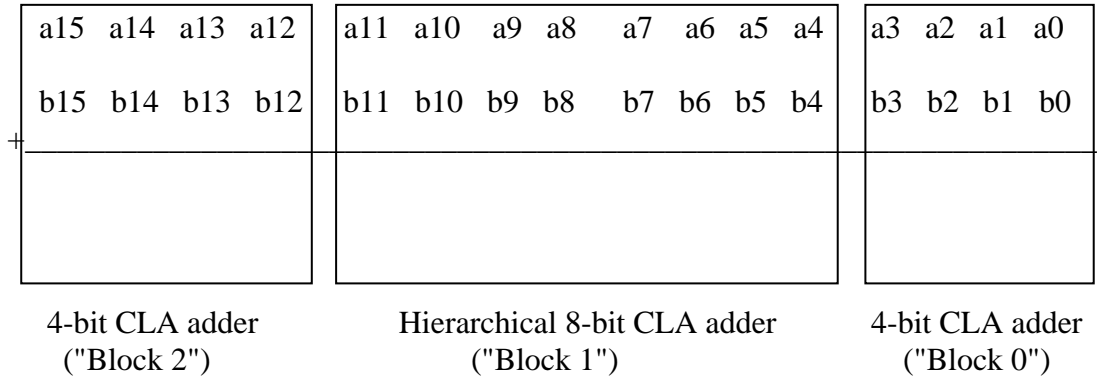 a15 a14 a13 a12 a11 a10 a9 a8 a7 a6 a5 a4 a3 a2 a1 a0
b15 b14 b13 b12 b11 b10 b9 b8 b7 b6 b5 b4 b3 b2 b1 b0
+
4-bit CLA adder Hierarchical 8-bit CLA adder 4-bit CLA adder
("Block 2") ("Block 1") ("Block 0")